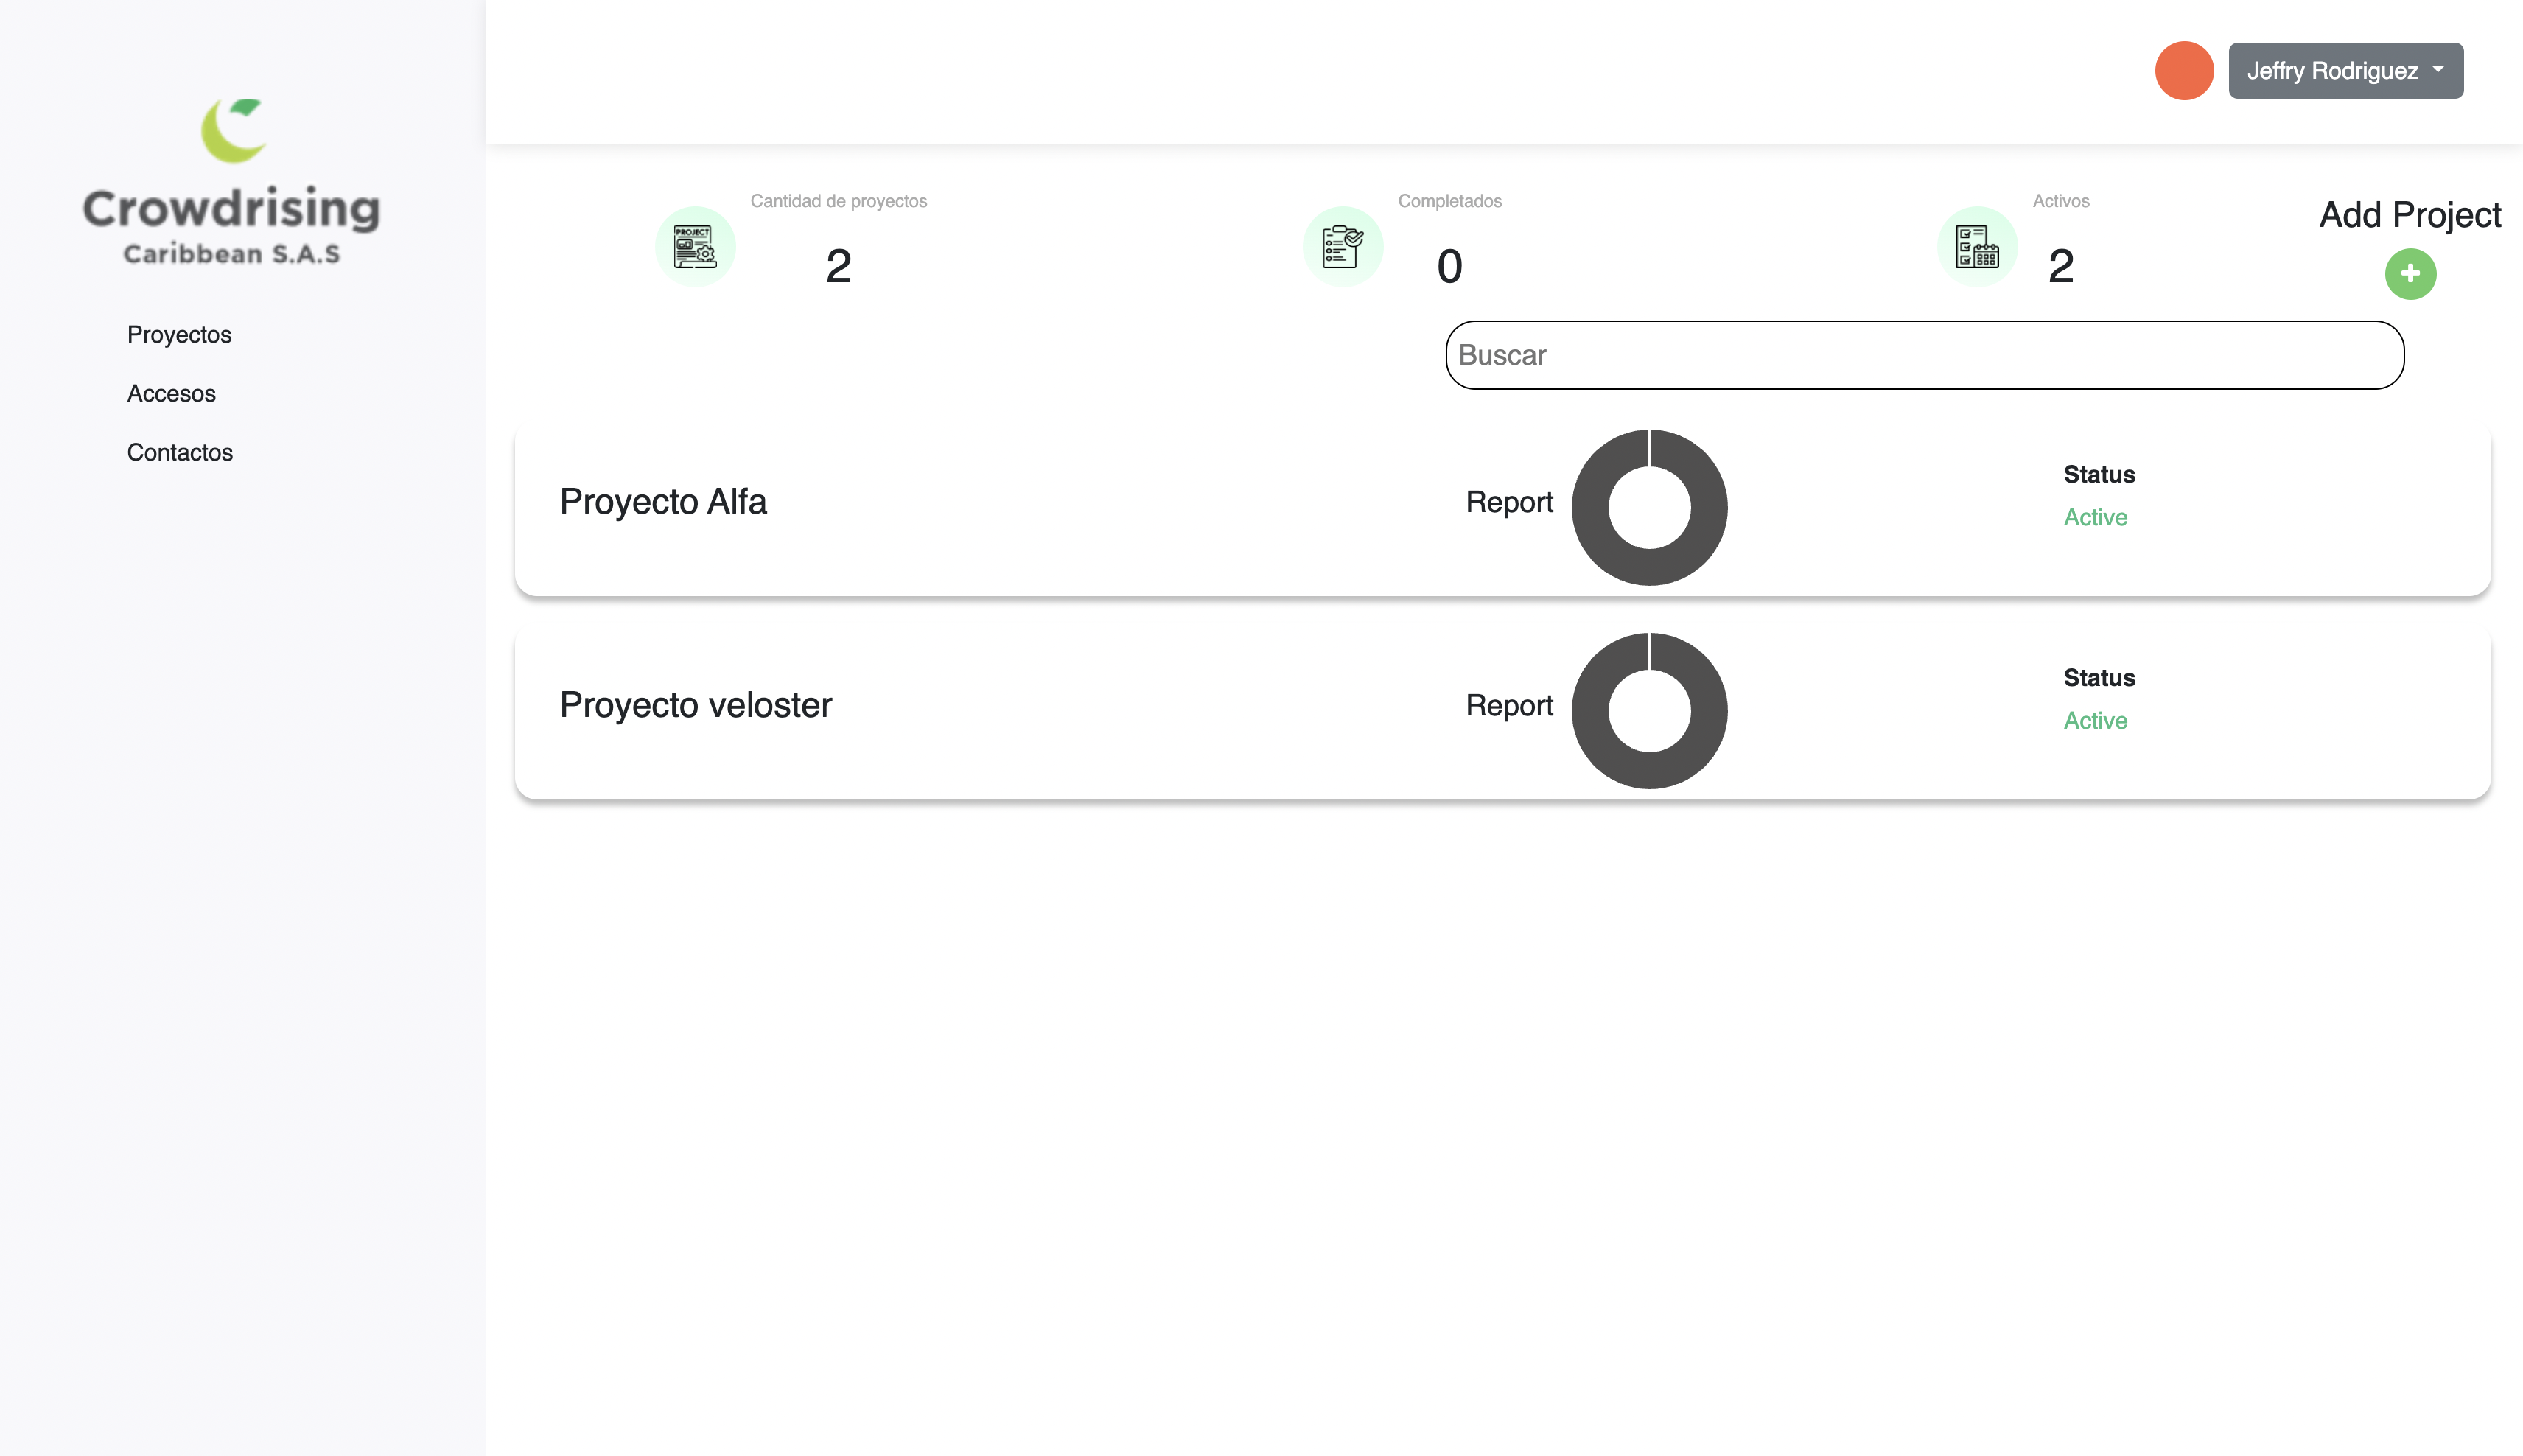 Crowdrising
Caribbean S.A.S
Proyectos
Accesos
Contactos
Jeffry Rodriguez
Cantidad de proyectos
PROJECT
2
Completados
0
Activos
2
Add Project
Buscar
Proyecto Alfa
Report
Status
Active
Proyecto veloster
Report
Status
Active